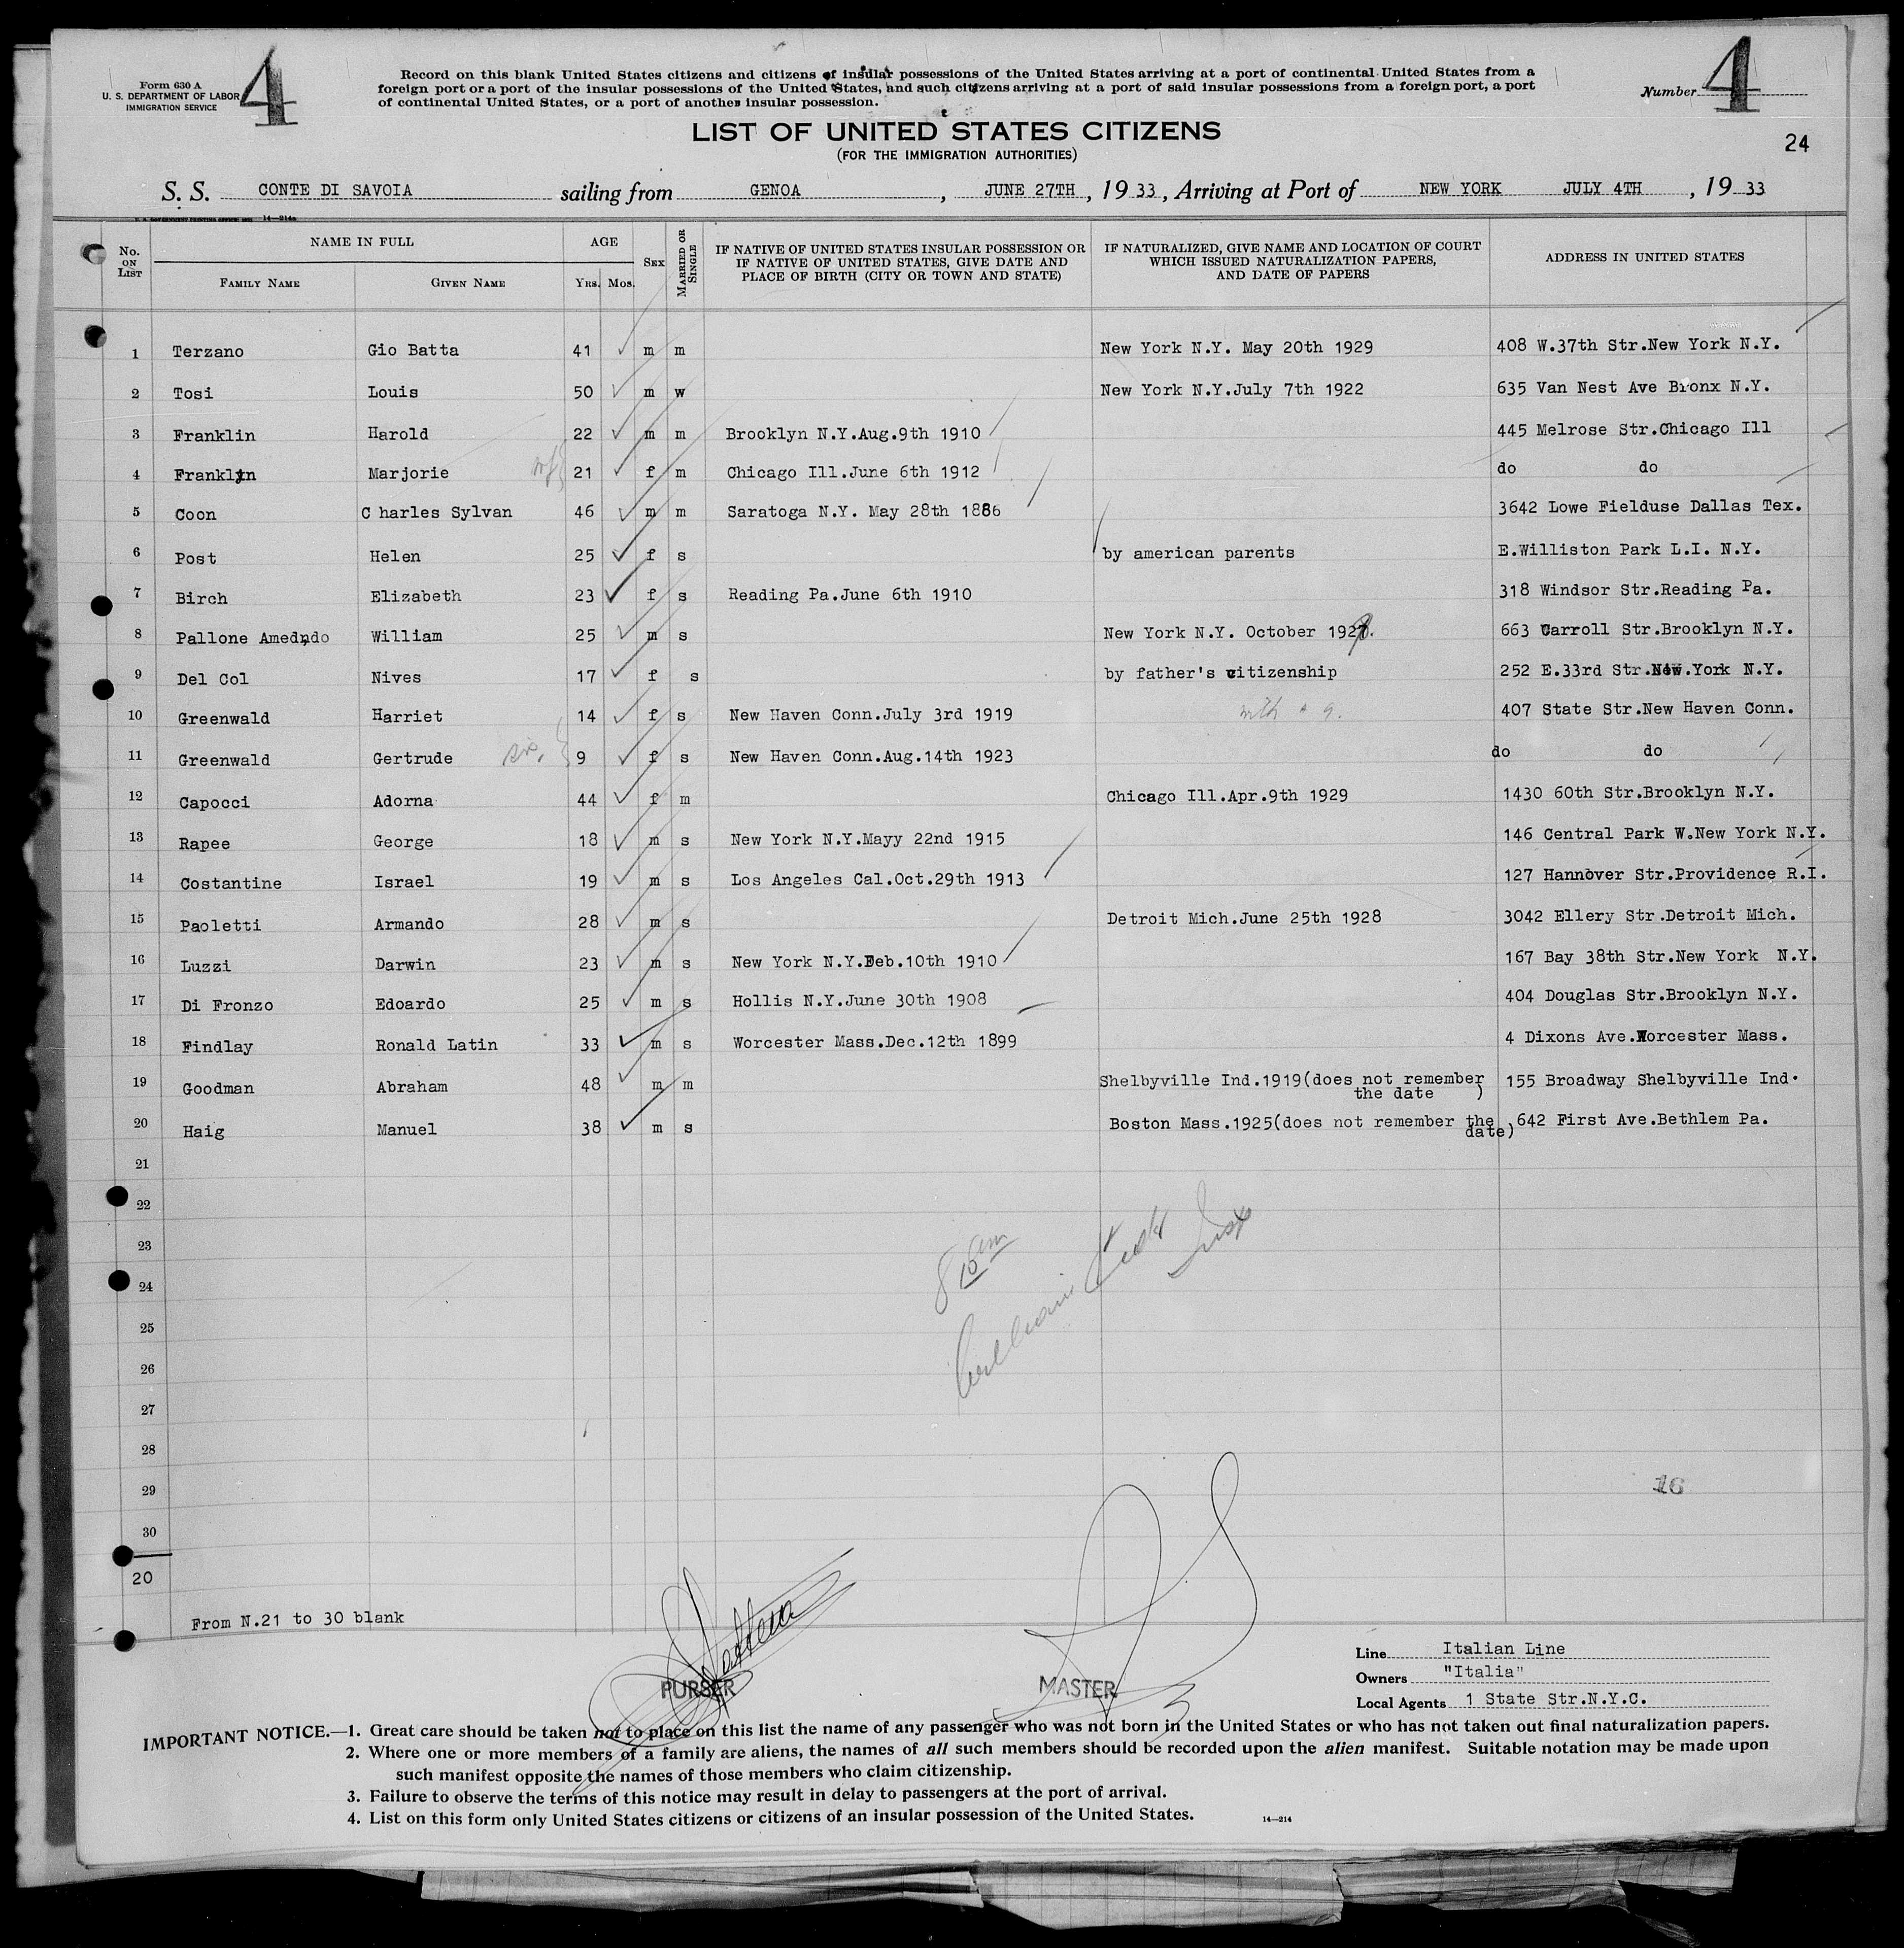 4
Form 630 A
U. S. DEPARTMENT OF LABOR
IMMIGRATION SERVICE
Record on this blank United States citizens and citizens of insular possessions of the United States arriving at a port of continental United States from a
foreign port or a port of the insular possessions of the United States, and such citizens arriving at a port of said insular possessions from a foreign port, a port
of continental United States, or a port of another insular possession.
Number 4
LIST OF UNITED STATES CITIZENS
(FOR THE IMMIGRATION AUTHORITIES)
24
S. S. CONTE DI SAVOIA sailing from GENOA, JUNE 27TH, 1933, Arriving at Port of NEW YORK JULY 4TH, 1933
14—214a
No. ON LIST NAME IN FULL FAMILY NAME GIVEN NAME AGE YRS. MOS. SEX MARRIED OR SINGLE IF NATIVE OF UNITED STATES INSULAR POSSESSION OR IF NATIVE OF UNITED STATES, GIVE DATE AND PLACE OF BIRTH (CITY OR TOWN AND STATE) IF NATURALIZED, GIVE NAME AND LOCATION OF COURT WHICH ISSUED NATURALIZATION PAPERS, AND DATE OF PAPERS ADDRESS IN UNITED STATES
1 Terzano Gio Batta 41 m m New York N.Y. May 20th 1929 408 W.37th Str.New York N.Y.
2 Tosi Louis 50 m w New York N.Y.July 7th 1922 635 Van Nest Ave Bronx N.Y.
3 Franklin Harold 22 m m Brooklyn N.Y.Aug.9th 1910 445 Melrose Str.Chicago Ill
4 Franklin Marjorie wf 21 f m Chicago Ill.June 6th 1912 do do
5 Coon C harles Sylvan 46 m m Saratoga N.Y. May 28th 1886 3642 Lowe Fielduse Dallas Tex.
6 Post Helen 25 f s by american parents E.Williston Park L.I. N.Y.
7 Birch Elizabeth 23 f s Reading Pa.June 6th 1910 318 Windsor Str.Reading Pa.
8 Pallone Amedndo William 25 m s New York N.Y. October 1927. 663 Carroll Str.Brooklyn N.Y.
9 Del Col Nives 17 f s by father's citizenship 252 E.33rd Str.New.York N.Y.
10 Greenwald Harriet 14 f s New Haven Conn.July 3rd 1919 407 State Str.New Haven Conn.
11 Greenwald Gertrude sis. 9 f s New Haven Conn.Aug.14th 1923 do do
12 Capocci Adorna 44 f m Chicago Ill.Apr.9th 1929 1430 60th Str.Brooklyn N.Y.
13 Rapee George 18 m s New York N.Y.Mayy 22nd 1915 146 Central Park W.New York N.Y.
14 Costantine Israel 19 m s Los Angeles Cal.Oct.29th 1913 127 Hannover Str.Providence R.I.
15 Paoletti Armando 28 m s Detroit Mich.June 25th 1928 3042 Ellery Str.Detroit Mich.
16 Luzzi Darwin 23 m s New York N.Y.Feb.10th 1910 167 Bay 38th Str.New York N.Y.
17 Di Fronzo Edoardo 25 m s Hollis N.Y.June 30th 1908 404 Douglas Str.Brooklyn N.Y.
18 Findlay Ronald Latin 33 m s Worcester Mass.Dec.12th 1899 4 Dixons Ave.Worcester Mass.
19 Goodman Abraham 48 m m Shelbyville Ind.1919(does not remember the date ) 155 Broadway Shelbyville Ind.
20 Haig Manuel 38 m s Boston Mass.1925(does not remember the date) 642 First Ave.Bethlem Pa.
21
22
23
24
25
26
27
28
29
30
16
20
From N.21 to 30 blank
PURSER
MASTER
Line Italian Line
Owners "Italia"
Local Agents 1 State Str.N.Y.C.
IMPORTANT NOTICE.—1. Great care should be taken not to place on this list the name of any passenger who was not born in the United States or who has not taken out final naturalization papers.
2. Where one or more members of a family are aliens, the names of all such members should be recorded upon the alien manifest. Suitable notation may be made upon
such manifest opposite the names of those members who claim citizenship.
3. Failure to observe the terms of this notice may result in delay to passengers at the port of arrival.
4. List on this form only United States citizens or citizens of an insular possession of the United States.
14—214